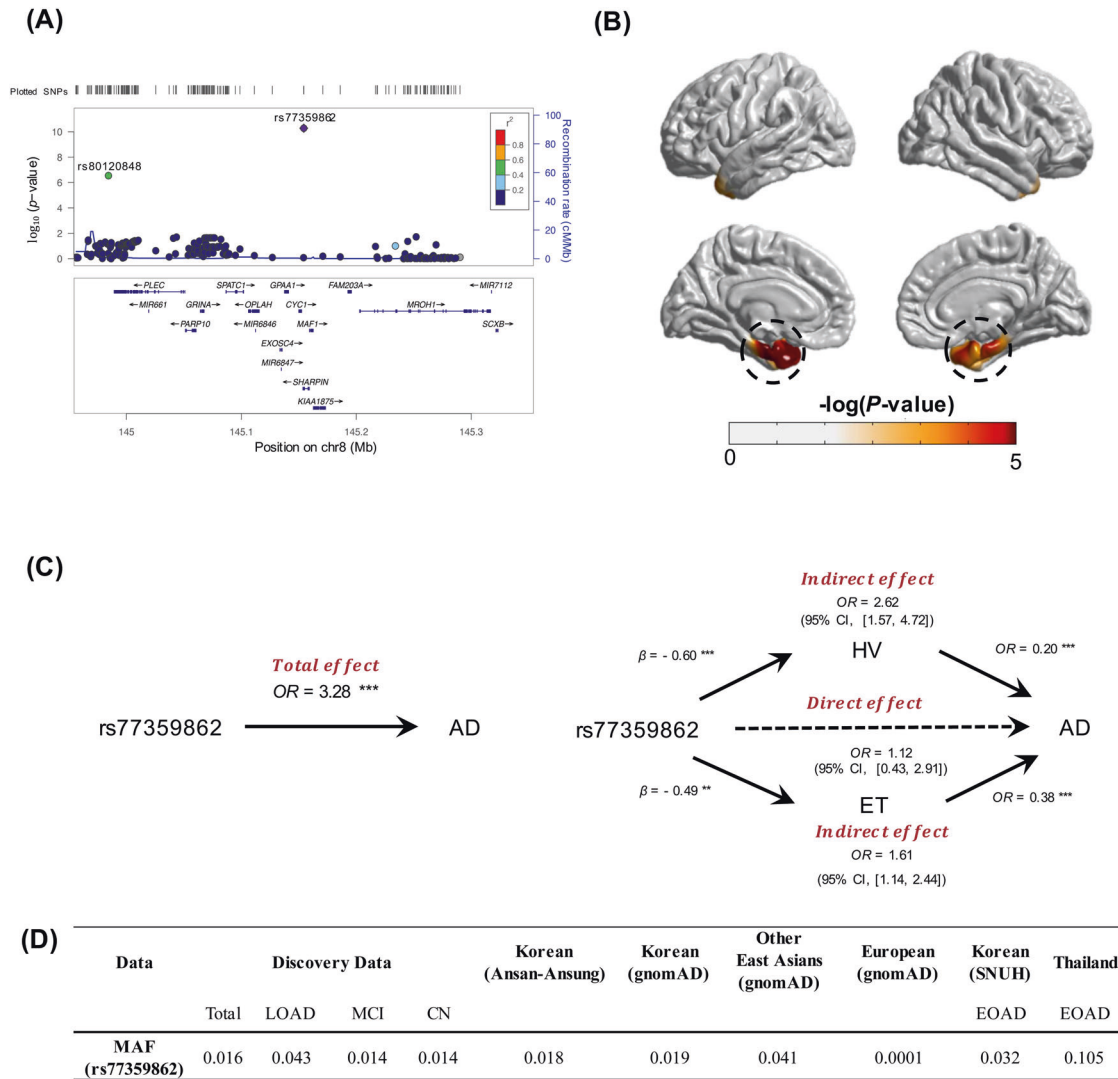 (A)
Plotted SNPs
rs77359862
rs80120848
10
8
6
4
2
0
log10 (p−value)
100
80
60
40
20
0
Recombination rate (cM/Mb)
r2
0.8
0.6
0.4
0.2
←PLEC
SPATC1→
GPAA1→
FAM203A→
MIR7112→
←MIR661
GRINA→
←OPLAH
CYC1→
MROH1→
←PARP10
←MIR6846
MAF1→
SCXB→
EXOSC4→
MIR6847→
←SHARPIN
KIAA1875→
145
145.1
145.2
145.3
Position on chr8 (Mb)
(B)
-log(P-value)
0
5
(C)
Total effect
OR = 3.28 ***
rs77359862
AD
Indirect effect
OR = 2.62
(95% CI, [1.57, 4.72])
HV
β = - 0.60 ***
OR = 0.20 ***
Direct effect
rs77359862
AD
OR = 1.12
(95% CI, [0.43, 2.91])
β = - 0.49 **
ET
OR = 0.38 ***
Indirect effect
OR = 1.61
(95% CI, [1.14, 2.44])
(D)
Data Discovery Data Korean (Ansan-Ansung) Korean (gnomAD) Other East Asians (gnomAD) European (gnomAD) Korean (SNUH) Thailand
Total LOAD MCI CN EOAD EOAD
MAF (rs77359862) 0.016 0.043 0.014 0.014 0.018 0.019 0.041 0.0001 0.032 0.105